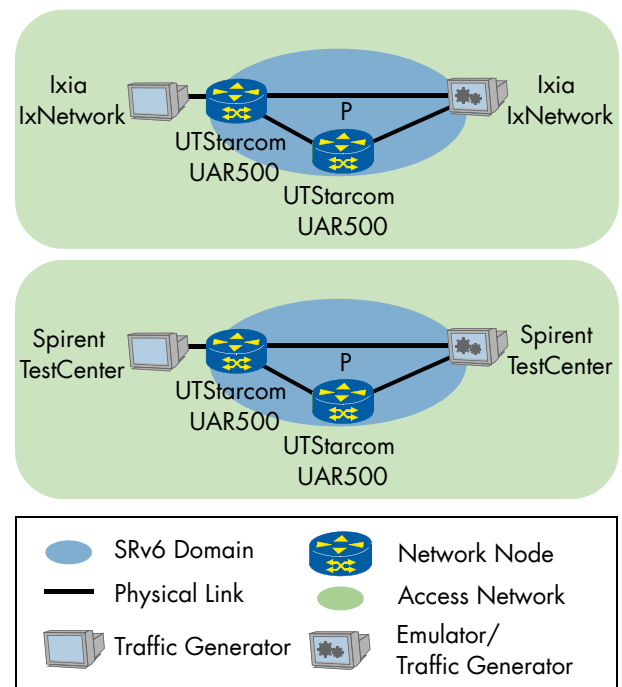 Ixia
IxNetwork
P
Ixia
IxNetwork
UTStarcom
UAR500
UTStarcom
UAR500
Spirent
TestCenter
P
Spirent
TestCenter
UTStarcom
UAR500
UTStarcom
UAR500
SRv6 Domain
Network Node
Physical Link
Access Network
Traffic Generator
Emulator/
Traffic Generator